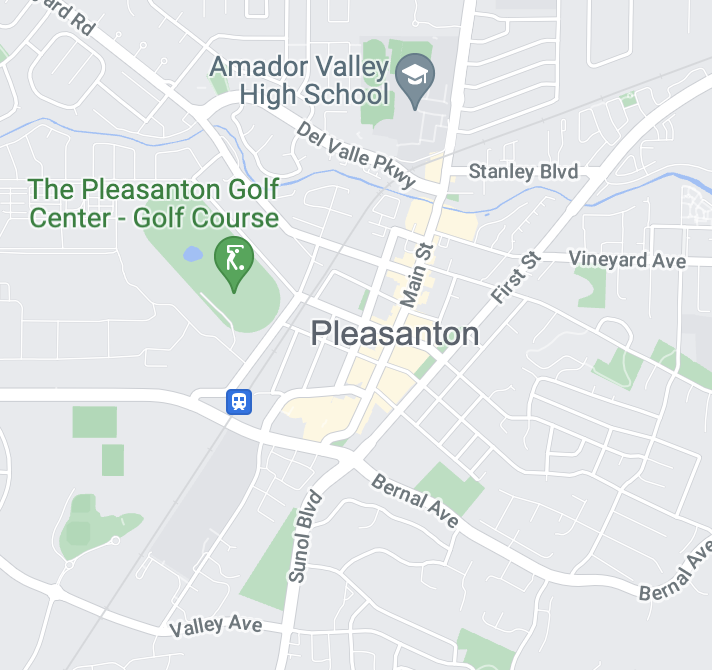 ard Rd
Amador Valley
High School
Del Valle Pkwy
Stanley Blvd
The Pleasanton Golf
Center - Golf Course
Main St
First St
Vineyard Ave
Pleasanton
Bernal Ave
Sunol Blvd
Bernal Ave
Valley Ave